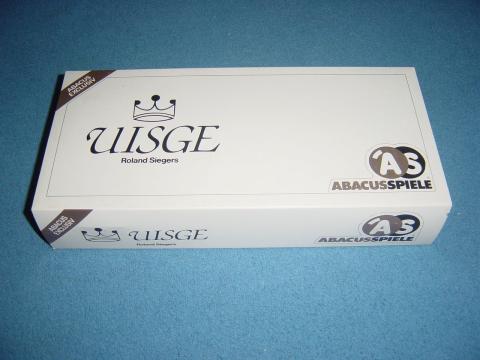 ABACUS
EXCLUSIV
UISGE
Roland Siegers
AS
ABACUSSPIELE
ABACUS
EXCLUSIV
UISGE
Roland Siegers
AS
ABACUSSPIELE